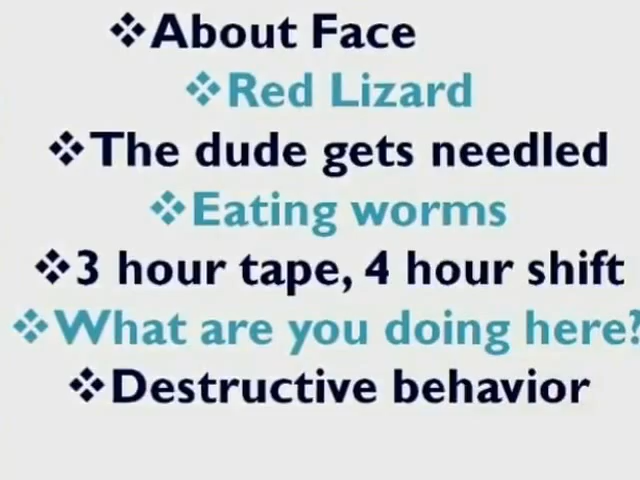 ❖About Face
❖Red Lizard
❖The dude gets needled
❖Eating worms
❖3 hour tape, 4 hour shift
❖What are you doing here?
❖Destructive behavior